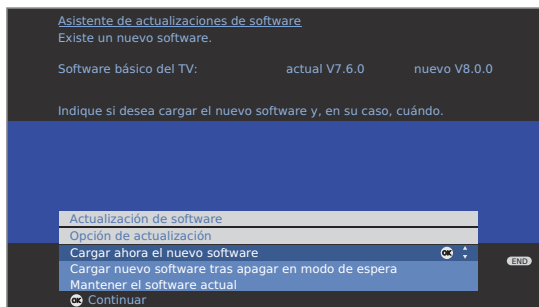 Asistente de actualizaciones de software
Existe un nuevo software.
Software básico del TV: actual V7.6.0 nuevo V8.0.0
Indique si desea cargar el nuevo software y, en su caso, cuándo.
Actualización de software
Opción de actualización
Cargar ahora el nuevo software OK
Cargar nuevo software tras apagar en modo de espera
END
Mantener el software actual
OK Continuar